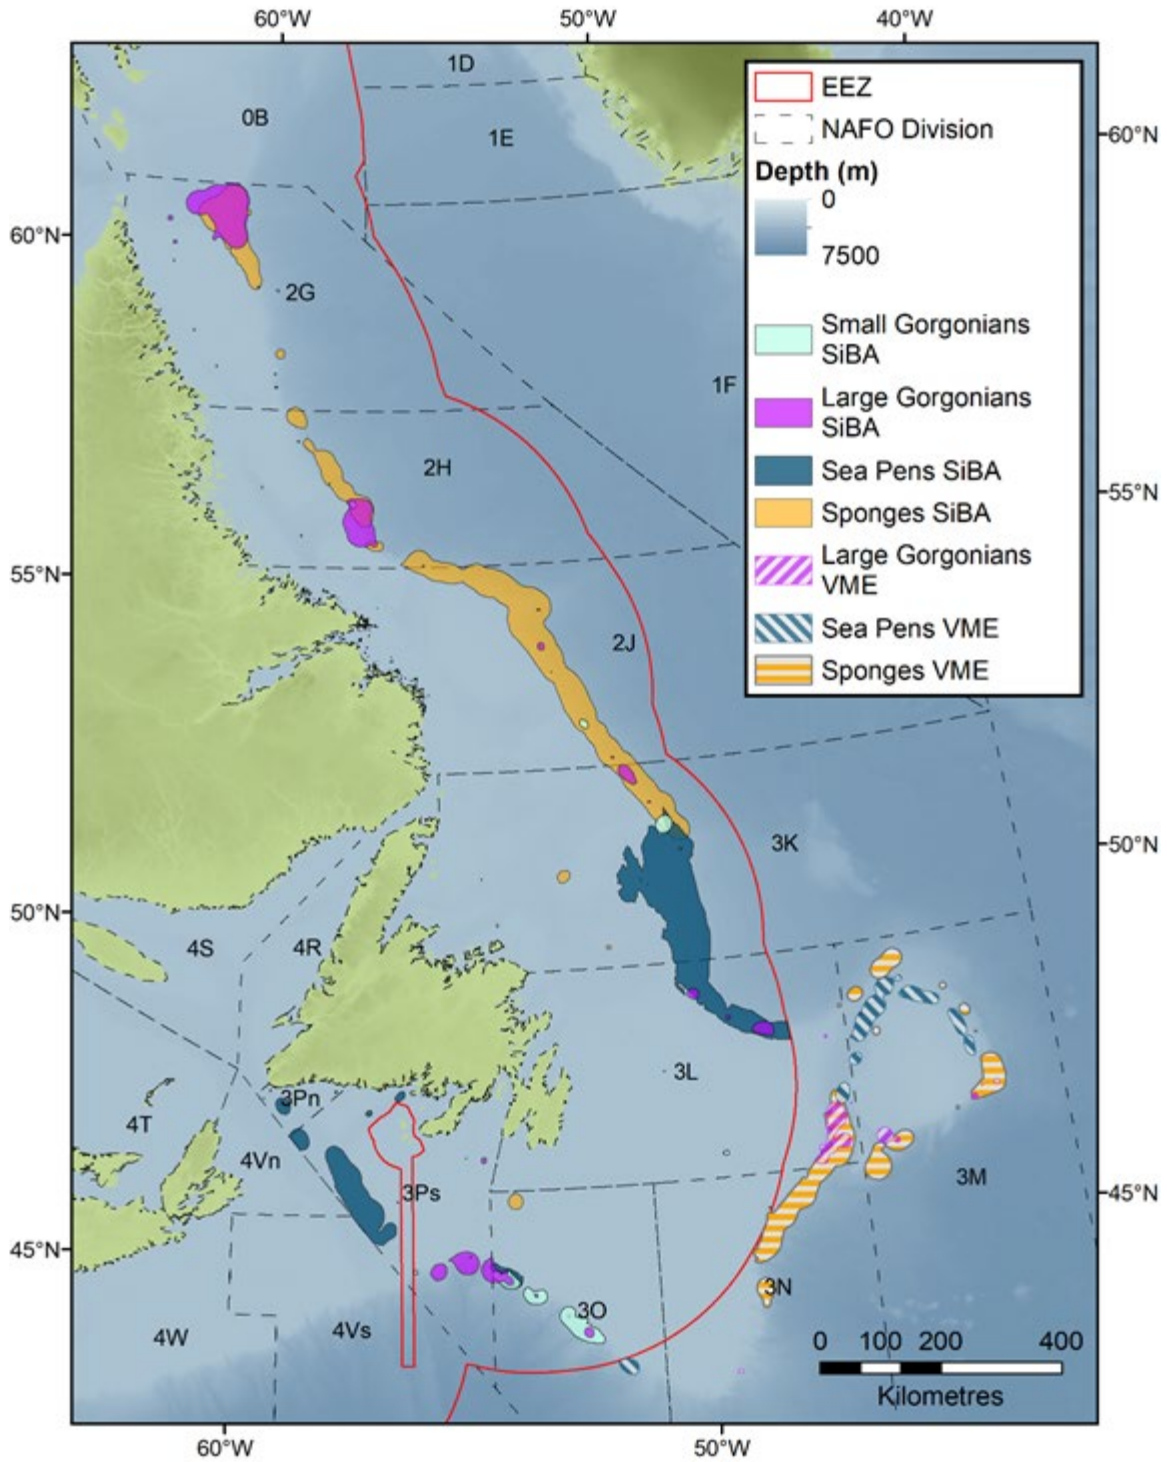 60°W 50°W 40°W
1D
EEZ
0B
NAFO Division
1E
60°N
Depth (m)
0
7500
60°N
2G
Small Gorgonians
SiBA
1F
Large Gorgonians
SiBA
2H
Sea Pens SiBA
55°N
Sponges SiBA
Large Gorgonians
VME
55°N
2J
Sea Pens VME
Sponges VME
3K
50°N
50°N
4S 4R
3L
3Pn
4T
4Vn
3M
3Ps
45°N
45°N
3N
3O
4W 4Vs
0 100 200 400
Kilometres
60°W 50°W